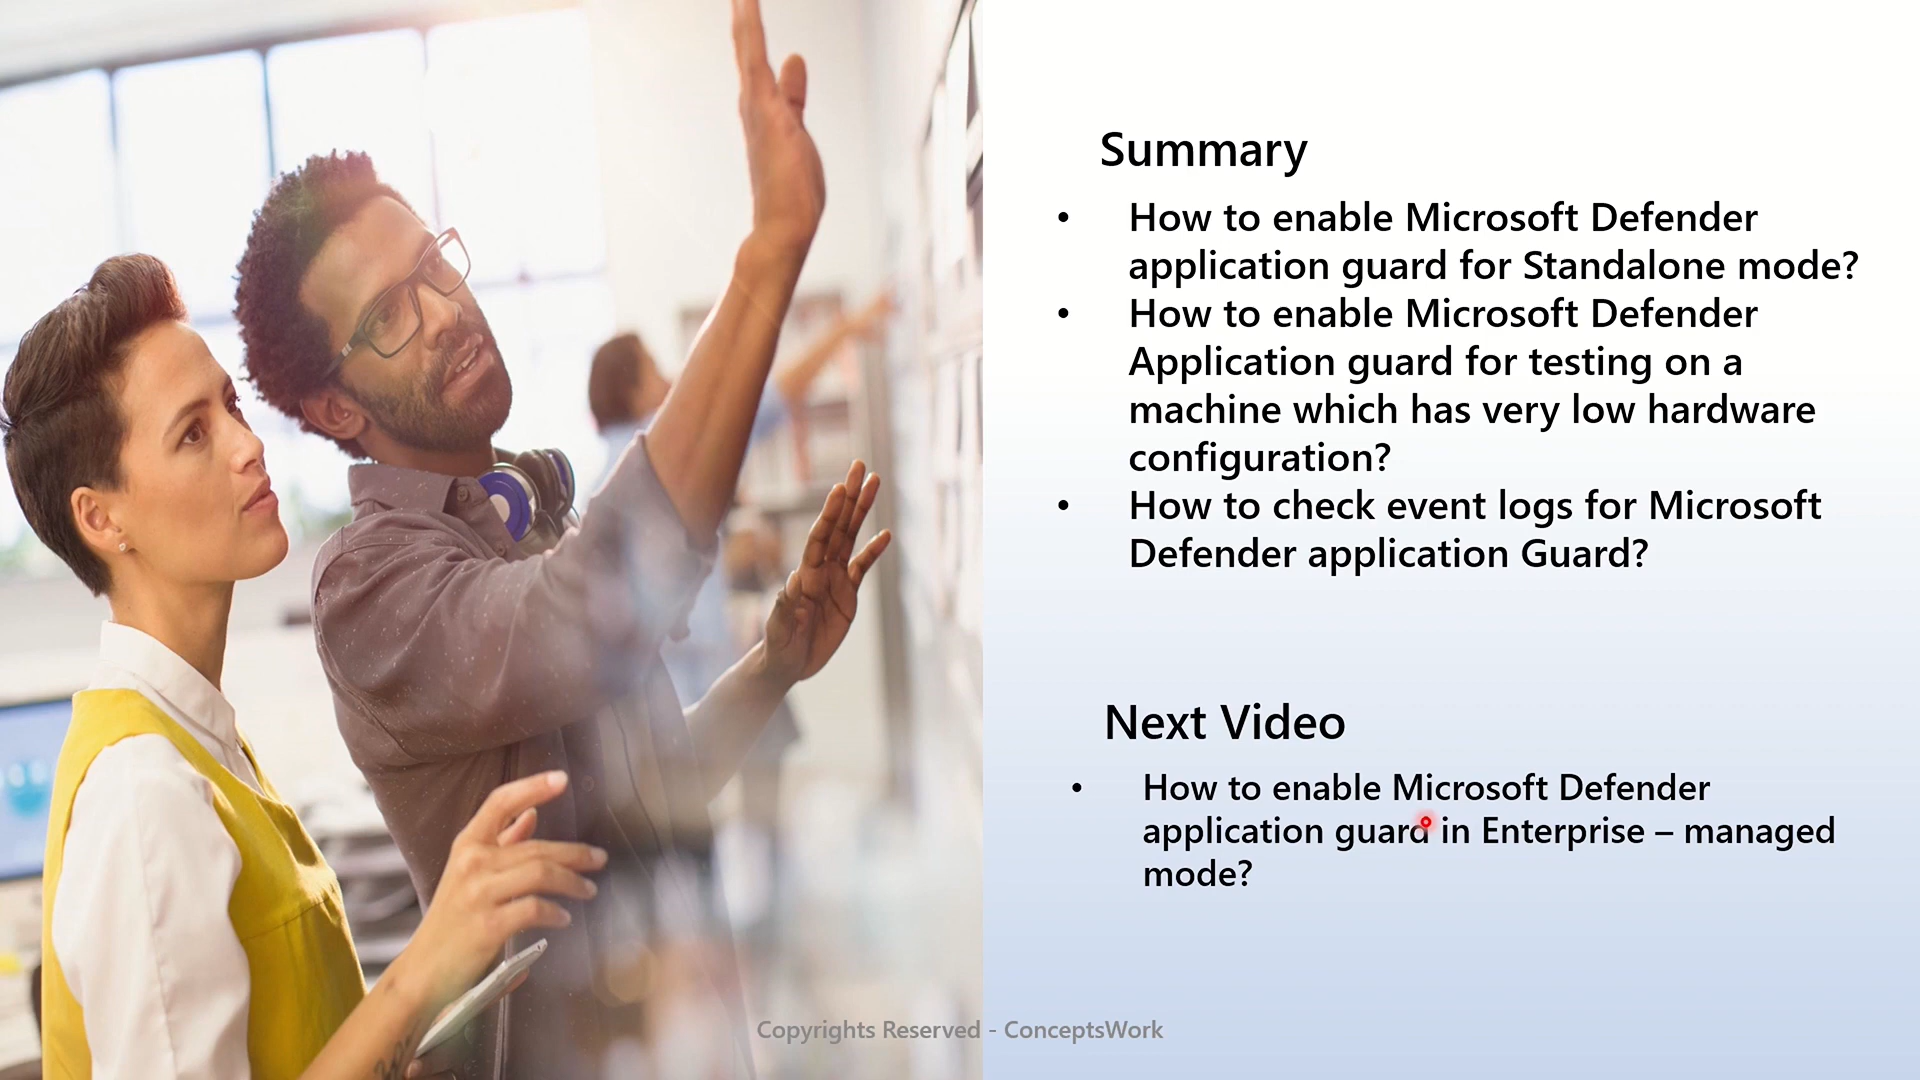 Summary
• How to enable Microsoft Defender
application guard for Standalone mode?
• How to enable Microsoft Defender
Application guard for testing on a
machine which has very low hardware
configuration?
• How to check event logs for Microsoft
Defender application Guard?
Next Video
• How to enable Microsoft Defender
application guard in Enterprise – managed
mode?
Copyrights Reserved - ConceptsWork